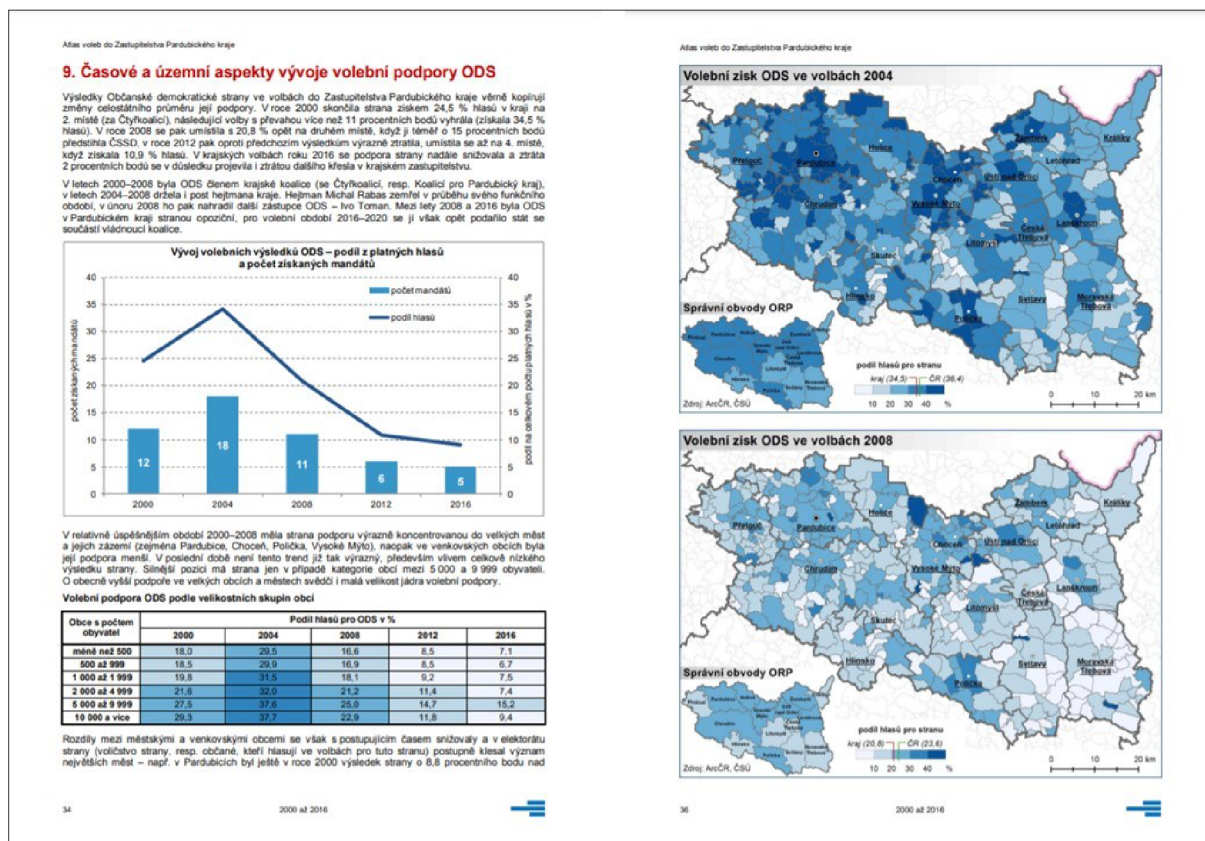 Atlas voleb do Zastupitelstva Pardubického kraje
9. Časové a územní aspekty vývoje volební podpory ODS
Výsledky Občanské demokratické strany ve volbách do Zastupitelstva Pardubického kraje věrně kopírují
změny celostátního průměru její podpory. V roce 2000 skončila strana ziskem 24,5 % hlasů v kraji na
2. místě (za Čtyřkoalicí), následující volby s převahou více než 11 procentních bodů vyhrála (získala 34,5 %
hlasů). V roce 2008 se pak umístila s 20,8 % opět na druhém místě, když ji téměř o 15 procentních bodů
předstihla ČSSD, v roce 2012 pak oproti předchozím výsledkům výrazně ztratila, umístila se až na 4. místě,
když získala 10,9 % hlasů. V krajských volbách roku 2016 se podpora strany nadále snižovala a ztráta
2 procentních bodů se v důsledku projevila i ztrátou dalšího křesla v krajském zastupitelstvu.
V letech 2000–2008 byla ODS členem krajské koalice (se Čtyřkoalicí, resp. Koalicí pro Pardubický kraj),
v letech 2004–2008 držela i post hejtmana kraje. Hejtman Michal Rabas zemřel v průběhu svého funkčního
období, v únoru 2008 ho pak nahradil další zástupce ODS – Ivo Toman. Mezi lety 2008 a 2016 byla ODS
v Pardubickém kraji stranou opoziční, pro volební období 2016–2020 se jí však opět podařilo stát se
součástí vládnoucí koalice.
Vývoj volebních výsledků ODS – podíl z platných hlasů
a počet získaných mandátů
počet mandátů
podíl hlasů
počet získaných mandátů
podíl na celkovém počtu platných hlasů v %
40 40
35 35
30 30
25 25
20 20
15 15
10 10
5 5
0 0
12 18 11 6 5
2000 2004 2008 2012 2016
V relativně úspěšnějším období 2000–2008 měla strana podporu výrazně koncentrovanou do velkých měst
a jejich zázemí (zejména Pardubice, Choceň, Polička, Vysoké Mýto), naopak ve venkovských obcích byla
její podpora menší. V poslední době není tento trend již tak výrazný, především vlivem celkově nízkého
výsledku strany. Silnější pozici má strana jen v případě kategorie obcí mezi 5 000 a 9 999 obyvateli.
O obecně vyšší podpoře ve velkých obcích a městech svědčí i malá velikost jádra volební podpory.
Volební podpora ODS podle velikostních skupin obcí
Obce s počtem obyvatel Podíl hlasů pro ODS v %
2000 2004 2008 2012 2016
méně než 500 18,0 29,5 16,6 8,5 7,1
500 až 999 18,5 29,9 16,9 8,5 6,7
1 000 až 1 999 19,8 31,5 18,1 9,2 7,5
2 000 až 4 999 21,6 32,0 21,2 11,4 7,4
5 000 až 9 999 27,5 37,6 25,0 14,7 15,2
10 000 a více 29,3 37,7 22,9 11,8 9,4
Rozdíly mezi městskými a venkovskými obcemi se však s postupujícím časem snižovaly a v elektorátu
strany (voličstvo strany, resp. občané, kteří hlasují ve volbách pro tuto stranu) postupně klesal význam
největších měst – např. v Pardubicích byl ještě v roce 2000 výsledek strany o 8,8 procentního bodu nad
34 2000 až 2016
Atlas voleb do Zastupitelstva Pardubického kraje
Volební zisk ODS ve volbách 2004
Žamberk
Králíky
Holice
Přelouč
Pardubice
Letohrad
Choceň
Ústí nad Orlicí
Chrudim
Vysoké Mýto
Česká
Třebová
Lanškroun
Litomyšl
Skuteč
Hlinsko
Svitavy
Moravská
Třebová
Polička
Správní obvody ORP
podíl hlasů pro stranu
kraj (34,5) ČR (36,4)
10 20 30 40 %
0 10 20 km
Zdroj: ArcČR, ČSÚ
Volební zisk ODS ve volbách 2008
Žamberk
Králíky
Holice
Přelouč
Pardubice
Letohrad
Choceň
Ústí nad Orlicí
Chrudim
Vysoké Mýto
Česká
Třebová
Lanškroun
Litomyšl
Skuteč
Hlinsko
Svitavy
Moravská
Třebová
Polička
Správní obvody ORP
podíl hlasů pro stranu
kraj (20,8) ČR (23,6)
10 20 30 40 %
0 10 20 km
Zdroj: ArcČR, ČSÚ
36 2000 až 2016